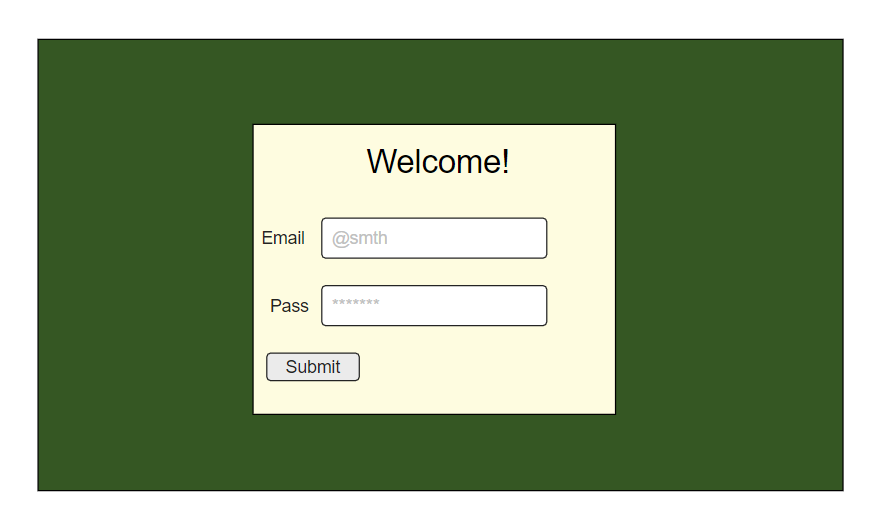 Welcome!
Email @smth
Pass *******
Submit